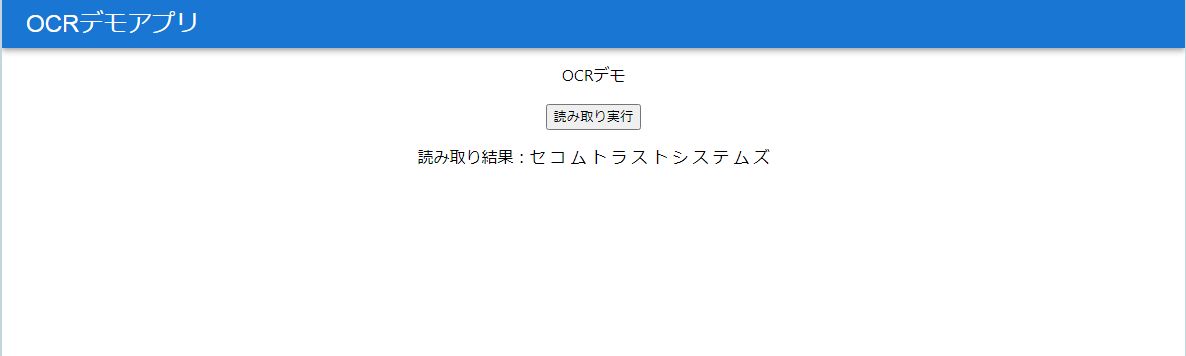 OCRデモアプリ
OCRデモ
読み取り実行
読み取り結果：セ コ ム ト ラ ス ト シ ス テ ム ズ